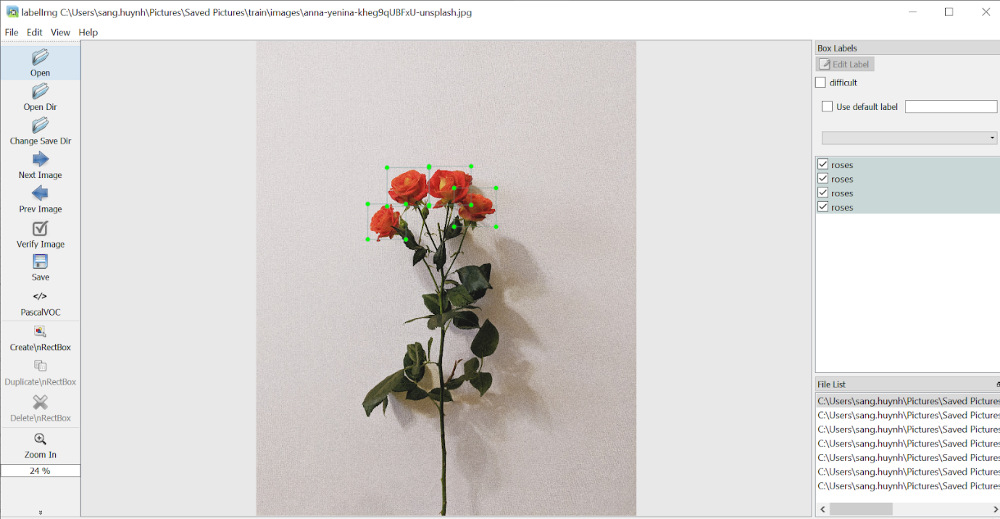 labelImg C:\Users\sang.huynh\Pictures\Saved Pictures\train\images\anna-yenina-kheg9qUBFxU-unsplash.jpg
File Edit View Help
Open
Open Dir
Change Save Dir
Next Image
Prev Image
Verify Image
Save
</>
PascalVOC
Create\nRectBox
Duplicate\nRectBox
Delete\nRectBox
Zoom In
24 %
Box Labels
Edit Label
difficult
Use default label
roses
roses
roses
roses
File List
C:\Users\sang.huynh\Pictures\Saved Pictures
C:\Users\sang.huynh\Pictures\Saved Pictures
C:\Users\sang.huynh\Pictures\Saved Pictures
C:\Users\sang.huynh\Pictures\Saved Pictures
C:\Users\sang.huynh\Pictures\Saved Pictures
C:\Users\sang.huynh\Pictures\Saved Pictures
C:\Users\sang.huynh\Pictures\Saved Pictures